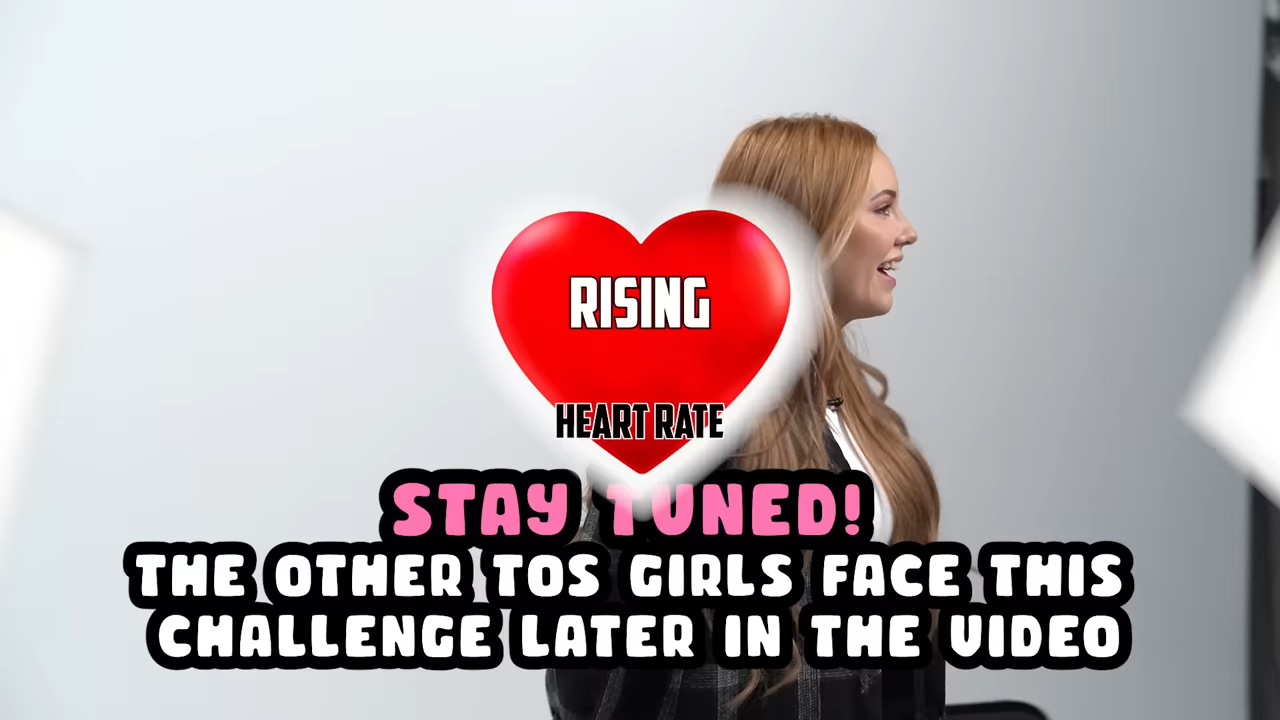 RISING
HEART RATE
STAY TUNED!
THE OTHER TOS GIRLS FACE THIS
CHALLENGE LATER IN THE VIDEO